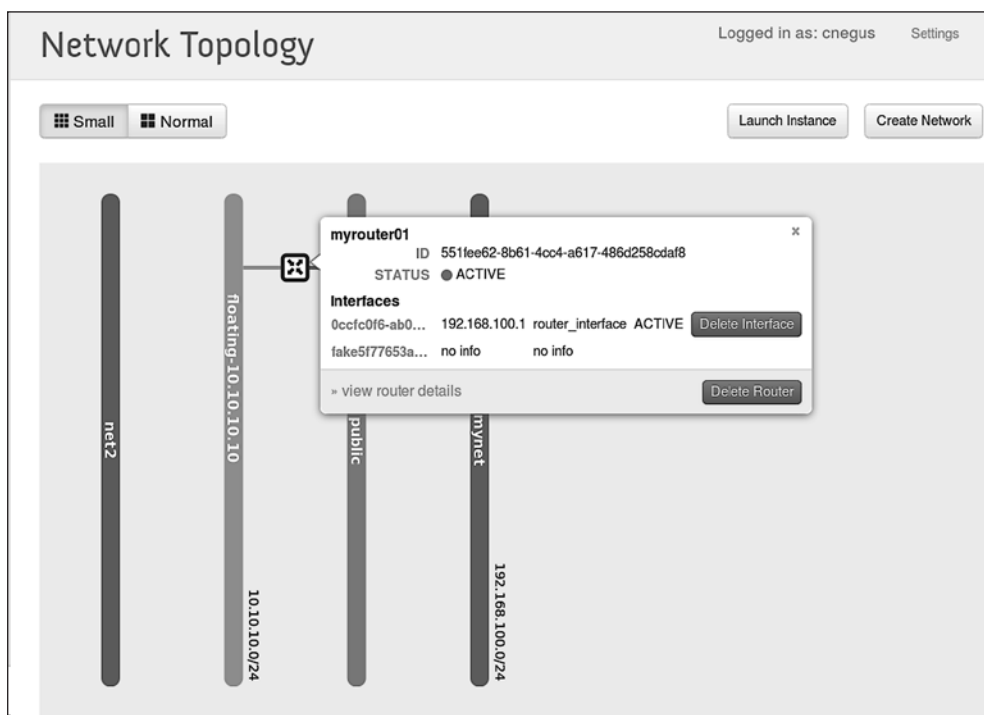 Network Topology
Logged in as: cnegus
Settings
Small
Normal
Launch Instance
Create Network
myrouter01
ID 551fee62-8b61-4cc4-a617-486d258cdaf8
STATUS ACTIVE
Interfaces
0ccfc0f6-ab0... 192.168.100.1 router_interface ACTIVE Delete Interface
fake5f77653a... no info no info
» view router details Delete Router
net2
floating-10.10.10.10
10.10.10.0/24
public
mynet
192.168.100.0/24